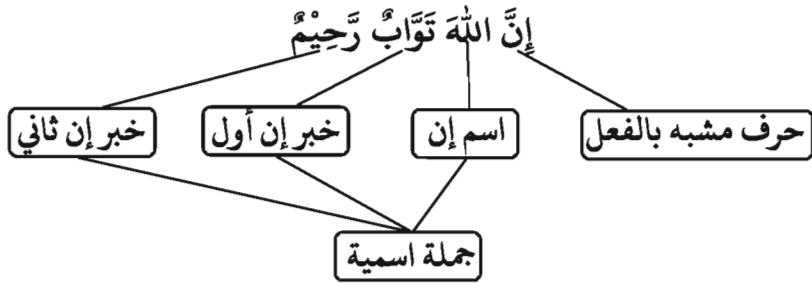 إِنَّ اللهَ تَوَّابٌ رَّحِيْمٌ
حرف مشبه بالفعل
اسم إن
خبر إن أول
خبر إن ثاني
جملة اسمية